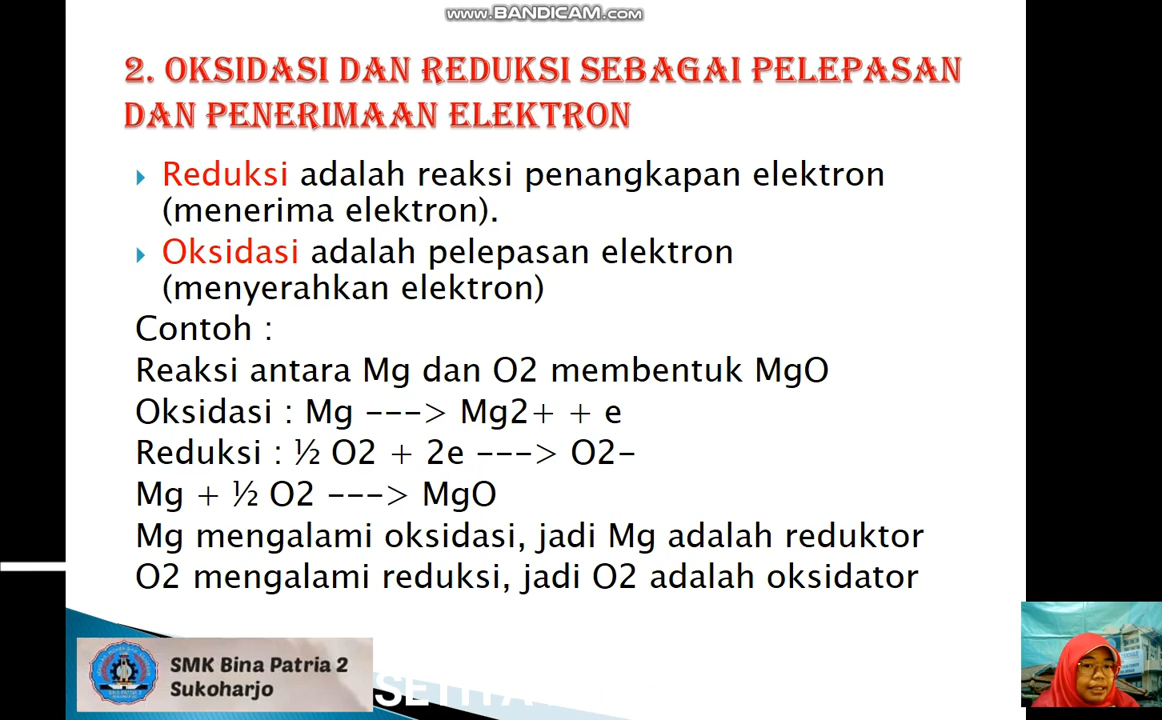 www.BANDICAM.com
2. OKSIDASI DAN REDUKSI SEBAGAI PELEPASAN
DAN PENERIMAAN ELEKTRON
Reduksi adalah reaksi penangkapan elektron
(menerima elektron).
Oksidasi adalah pelepasan elektron
(menyerahkan elektron)
Contoh :
Reaksi antara Mg dan O2 membentuk MgO
Oksidasi : Mg ---> Mg2+ + e
Reduksi : ½ O2 + 2e ---> O2-
Mg + ½ O2 ---> MgO
Mg mengalami oksidasi, jadi Mg adalah reduktor
O2 mengalami reduksi, jadi O2 adalah oksidator
SMK Bina Patria 2
Sukoharjo